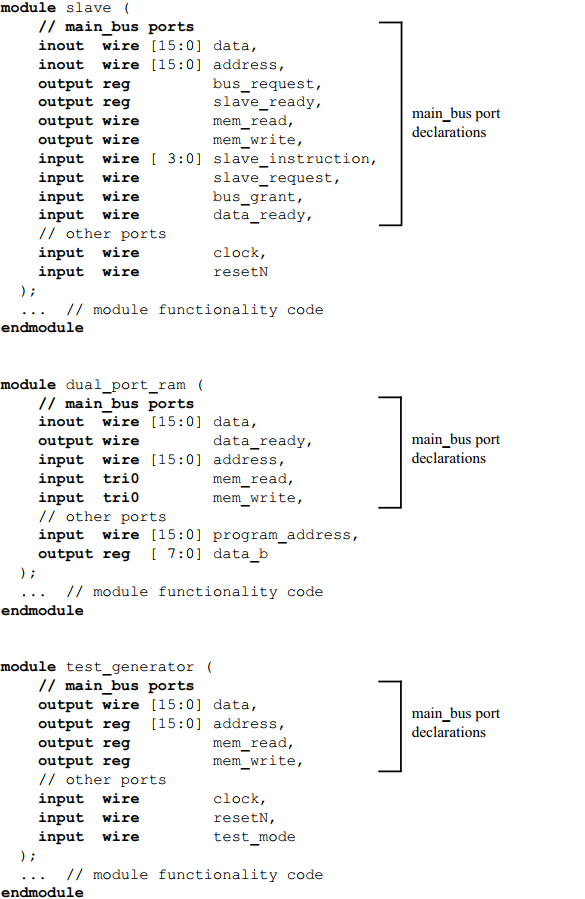 module slave (
// main_bus ports
inout wire [15:0] data,
inout wire [15:0] address,
output reg bus_request,
output reg slave_ready,
output wire mem_read,
output wire mem_write,
input wire [ 3:0] slave_instruction,
input wire slave_request,
input wire bus_grant,
input wire data_ready,
main_bus port
declarations
// other ports
input wire clock,
input wire resetN
);
... // module functionality code
endmodule
module dual_port_ram (
// main_bus ports
inout wire [15:0] data,
output wire data_ready,
input wire [15:0] address,
input tri0 mem_read,
input tri0 mem_write,
main_bus port
declarations
// other ports
input wire [15:0] program_address,
output reg [ 7:0] data_b
);
... // module functionality code
endmodule
module test_generator (
// main_bus ports
output wire [15:0] data,
output reg [15:0] address,
output reg mem_read,
output reg mem_write,
main_bus port
declarations
// other ports
input wire clock,
input wire resetN,
input wire test_mode
);
... // module functionality code
endmodule